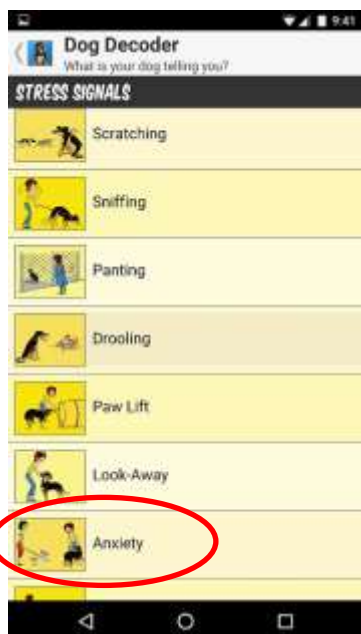 9:41
Dog Decoder
What is your dog telling you?
STRESS SIGNALS
Scratching
Sniffing
Panting
Drooling
Paw Lift
Look-Away
Anxiety